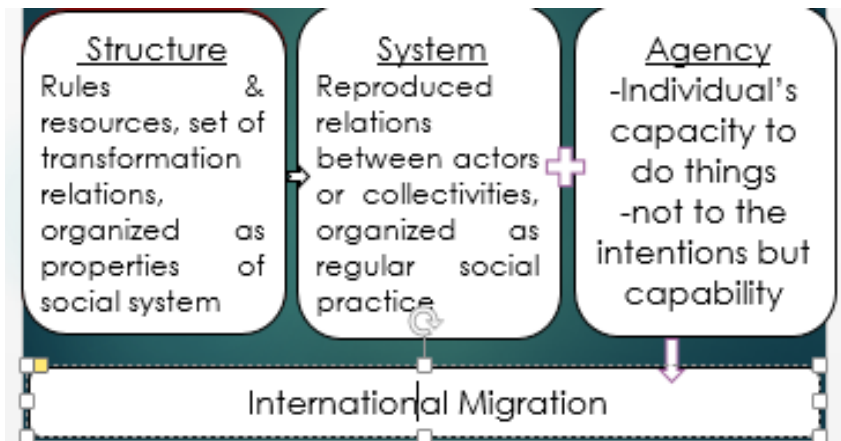 Structure
Rules &
resources, set of
transformation
relations,
organized as
properties of
social system
System
Reproduced
relations
between actors
or collectivities,
organized as
regular social
practice
Agency
-Individual's
capacity to
do things
-not to the
intentions but
capability
International Migration